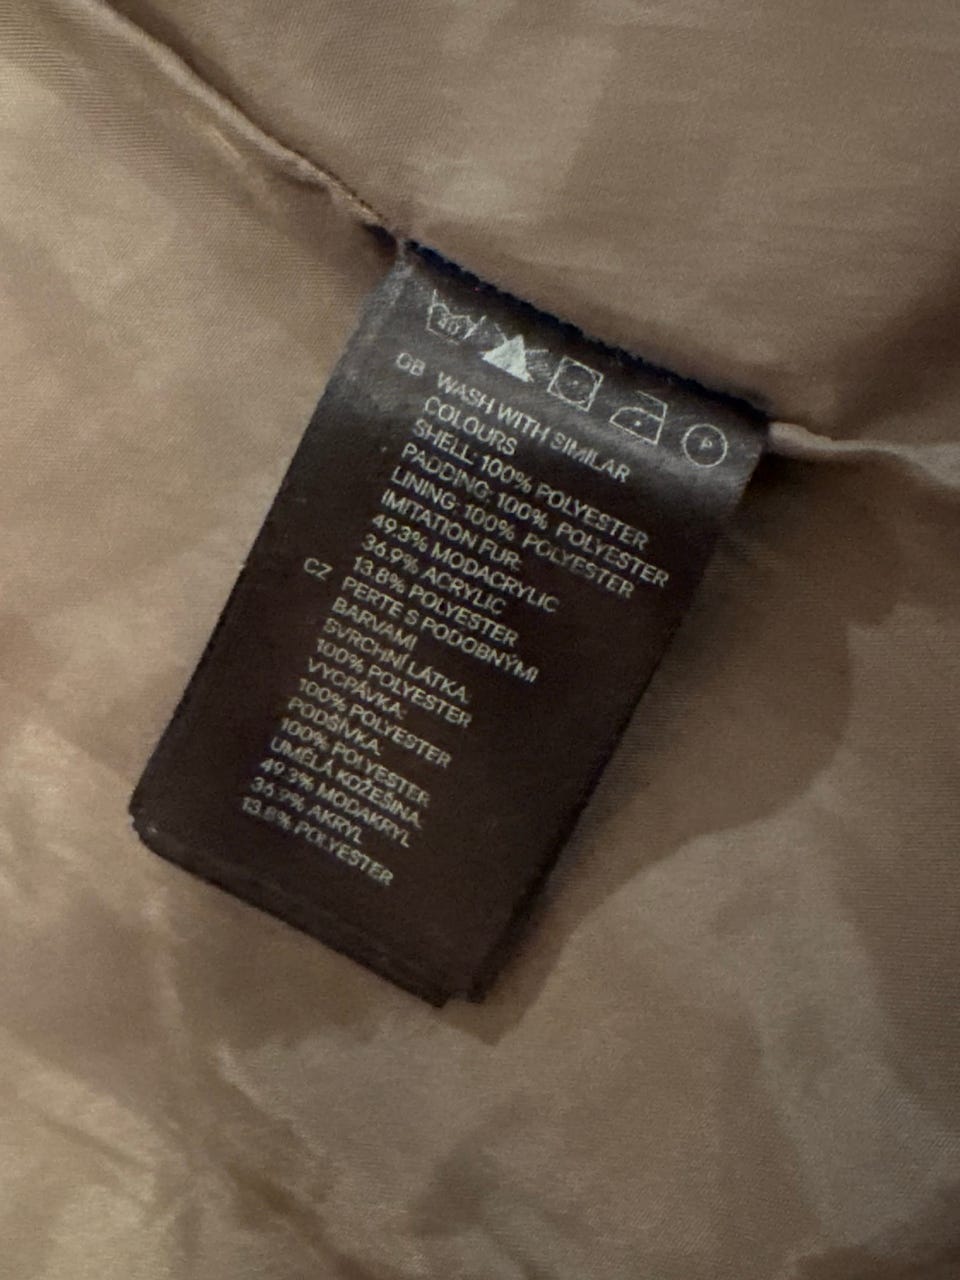 40
P
GB WASH WITH SIMILAR
COLOURS
SHELL: 100% POLYESTER
PADDING: 100% POLYESTER
LINING: 100% POLYESTER
IMITATION FUR:
49.3% MODACRYLIC
36.9% ACRYLIC
13.8% POLYESTER
CZ PERTE S PODOBNÝMI
BARVAMI
SVRCHNÍ LÁTKA:
100% POLYESTER
VYCPÁVKA:
100% POLYESTER
PODŠÍVKA:
100% POLYESTER
UMĚLÁ KOŽEŠINA:
49.3% MODAKRYL
36.9% AKRYL
13.8% POLYESTER